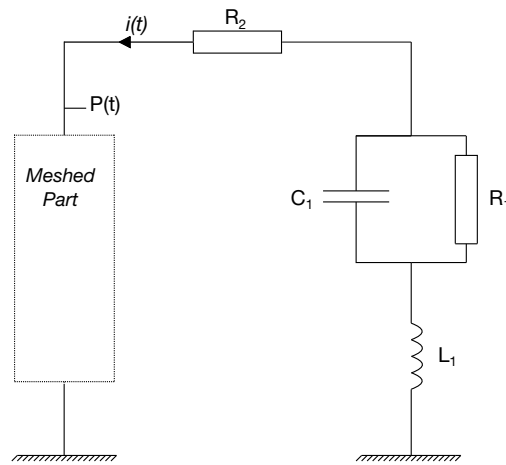 i(t)
R₂
P(t)
Meshed
Part
C₁
L₁